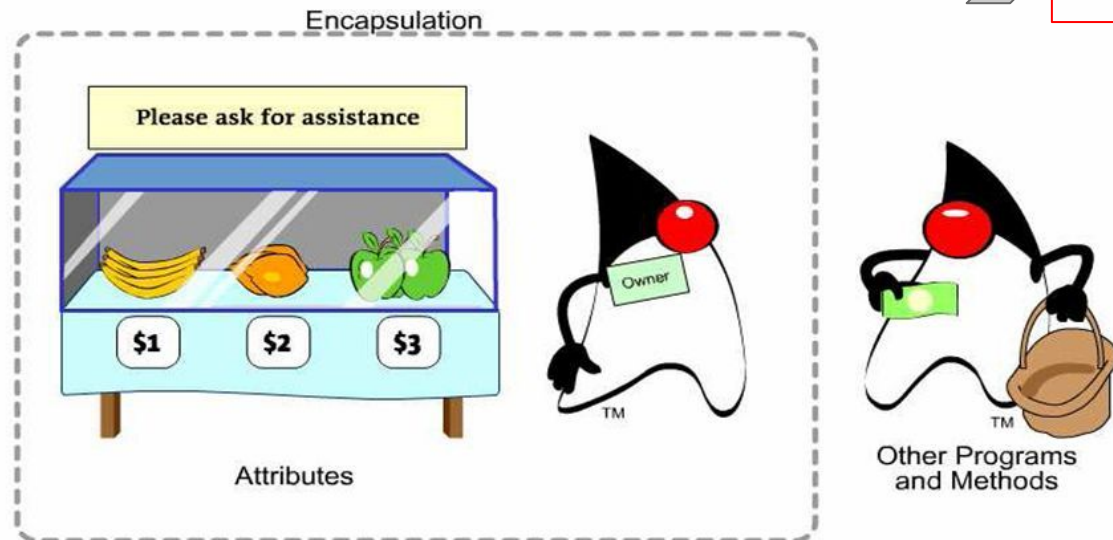 Encapsulation
Please ask for assistance
Owner
$1 $2 $3
TM
TM
Attributes
Other Programs
and Methods